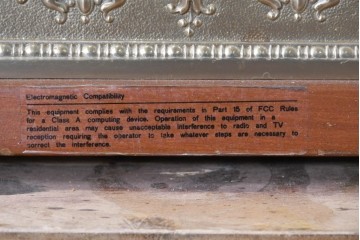 Electromagnetic Compatibility
This equipment complies with the requirements in Part 15 of FCC Rules
for a Class A computing device. Operation of this equipment in a
residential area may cause unacceptable interference to radio and TV
reception requiring the operator to take whatever steps are necessary to
correct the interference.